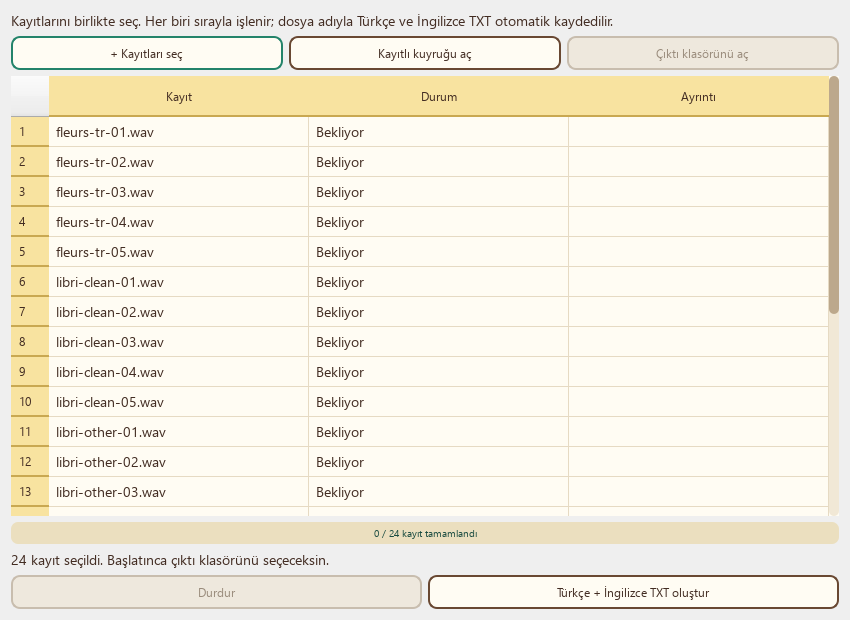 Kayıtlarını birlikte seç. Her biri sırayla işlenir; dosya adıyla Türkçe ve İngilizce TXT otomatik kaydedilir.
+ Kayıtları seç Kayıtlı kuyruğu aç Çıktı klasörünü aç
Kayıt Durum Ayrıntı
1 fleurs-tr-01.wav Bekliyor
2 fleurs-tr-02.wav Bekliyor
3 fleurs-tr-03.wav Bekliyor
4 fleurs-tr-04.wav Bekliyor
5 fleurs-tr-05.wav Bekliyor
6 libri-clean-01.wav Bekliyor
7 libri-clean-02.wav Bekliyor
8 libri-clean-03.wav Bekliyor
9 libri-clean-04.wav Bekliyor
10 libri-clean-05.wav Bekliyor
11 libri-other-01.wav Bekliyor
12 libri-other-02.wav Bekliyor
13 libri-other-03.wav Bekliyor
0 / 24 kayıt tamamlandı
24 kayıt seçildi. Başlatınca çıktı klasörünü seçeceksin.
Durdur Türkçe + İngilizce TXT oluştur